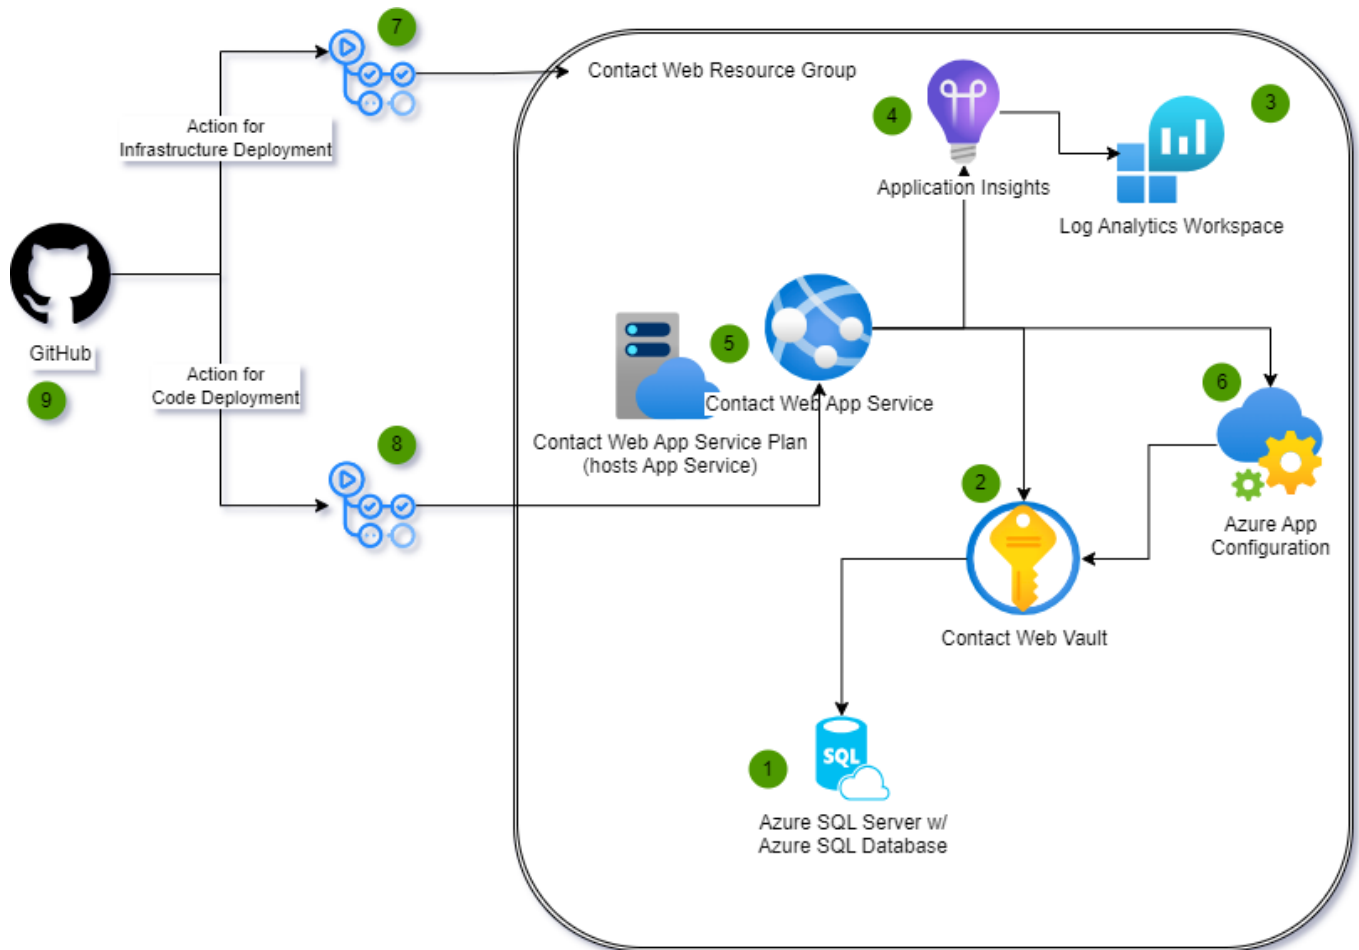 7
Contact Web Resource Group
3
4
Action for
Infrastructure Deployment
Application Insights
Log Analytics Workspace
GitHub
9
Action for
Code Deployment
5
6
Contact Web App Service
8
Contact Web App Service Plan
(hosts App Service)
2
Azure App
Configuration
Contact Web Vault
SQL
1
Azure SQL Server w/
Azure SQL Database